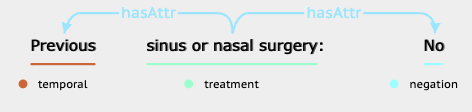 hasAttr hasAttr
Previous sinus or nasal surgery: No
temporal treatment negation